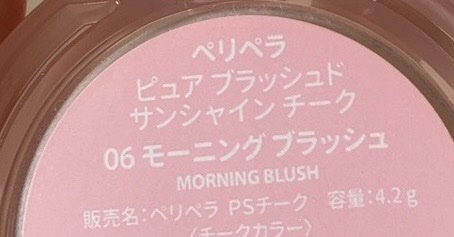 ペリペラ
ピュア ブラッシュド
サンシャイン チーク
06 モーニング ブラッシュ
MORNING BLUSH
販売名：ペリペラ PSチーク　容量：4.2 g
〈チークカラー〉